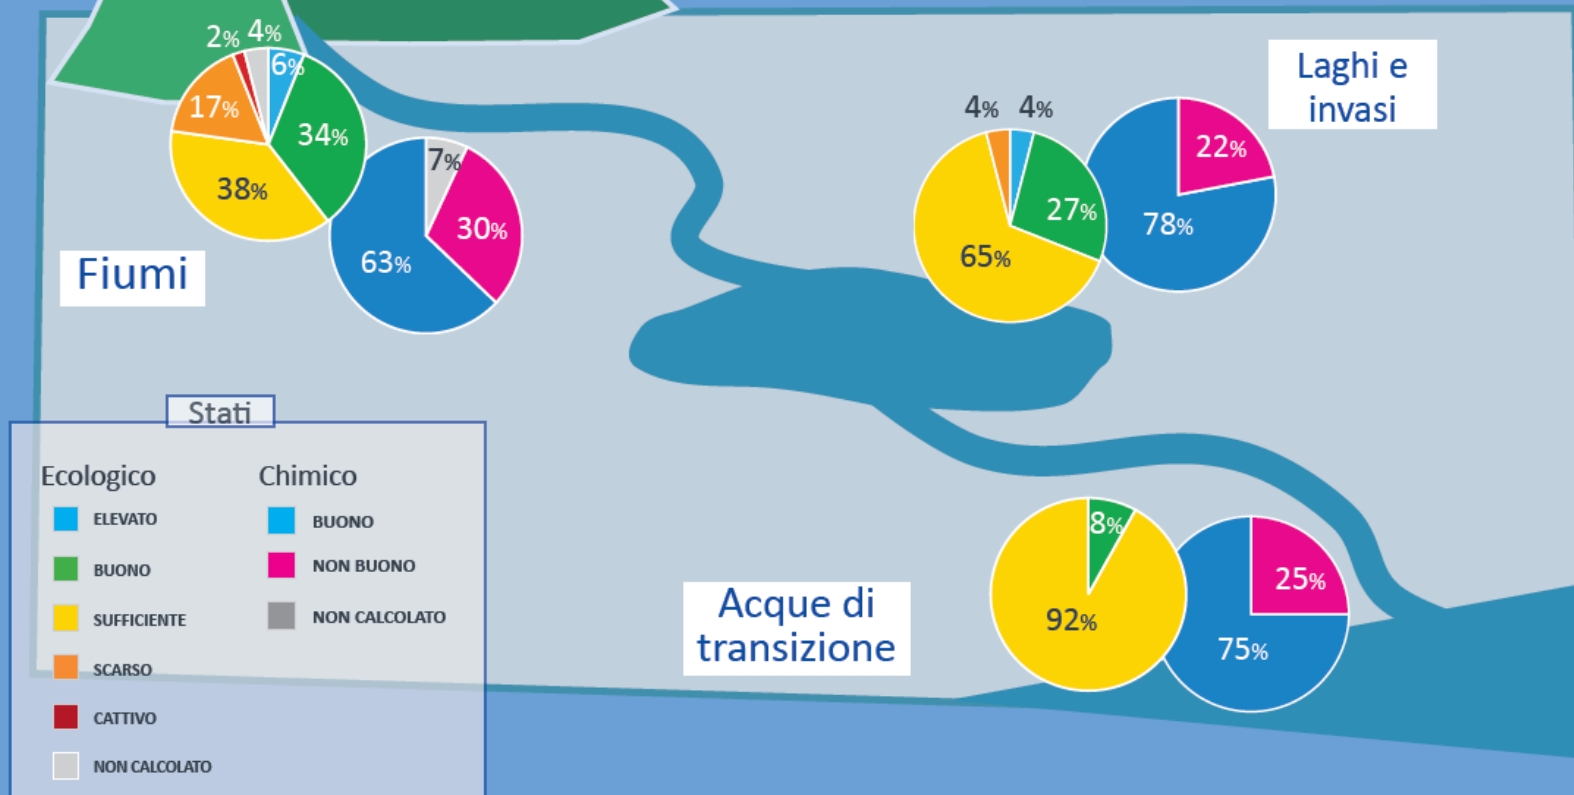 2% 4%
6%
17%
34%
38%
7%
30%
63%
Fiumi
Laghi e
invasi
4% 4%
22%
27%
78%
65%
Stati
Ecologico
ELEVATO
BUONO
SUFFICIENTE
SCARSO
CATTIVO
NON CALCOLATO
Chimico
BUONO
NON BUONO
NON CALCOLATO
Acque di
transizione
8%
92%
25%
75%